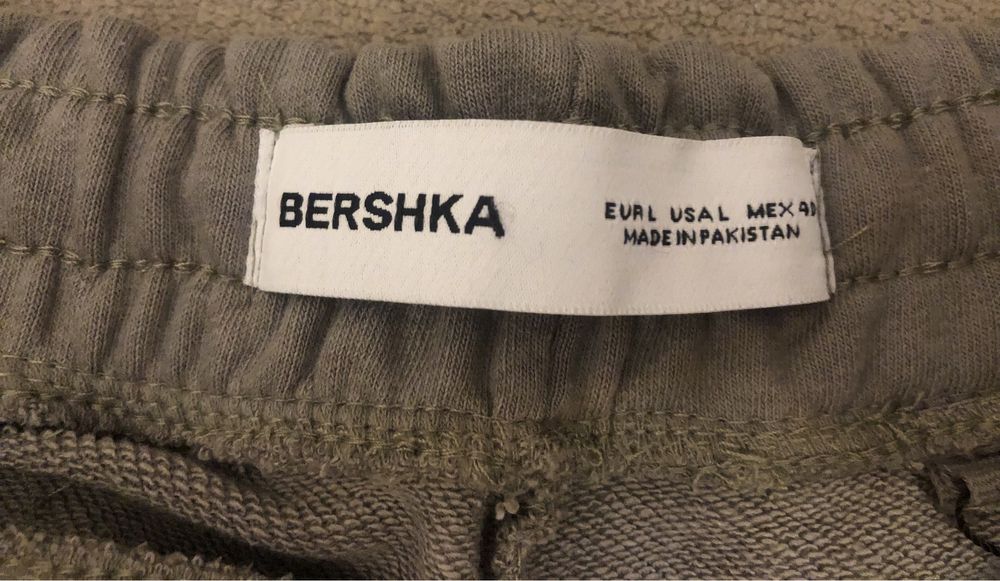 BERSHKA
EUR L USA L MEX 40
MADE IN PAKISTAN